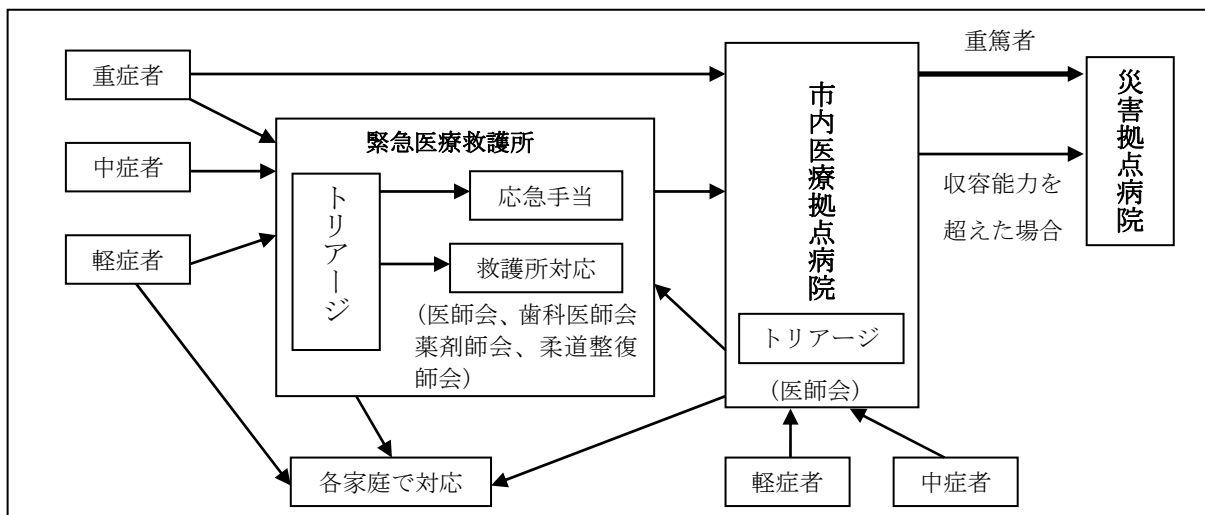 重症者
中症者
軽症者
緊急医療救護所
トリアージ
応急手当
救護所対応
（医師会、歯科医師会
薬剤師会、柔道整復
師会）
各家庭で対応
市内医療拠点病院
トリアージ
（医師会）
軽症者
中症者
重篤者
収容能力を
超えた場合
災害拠点病院